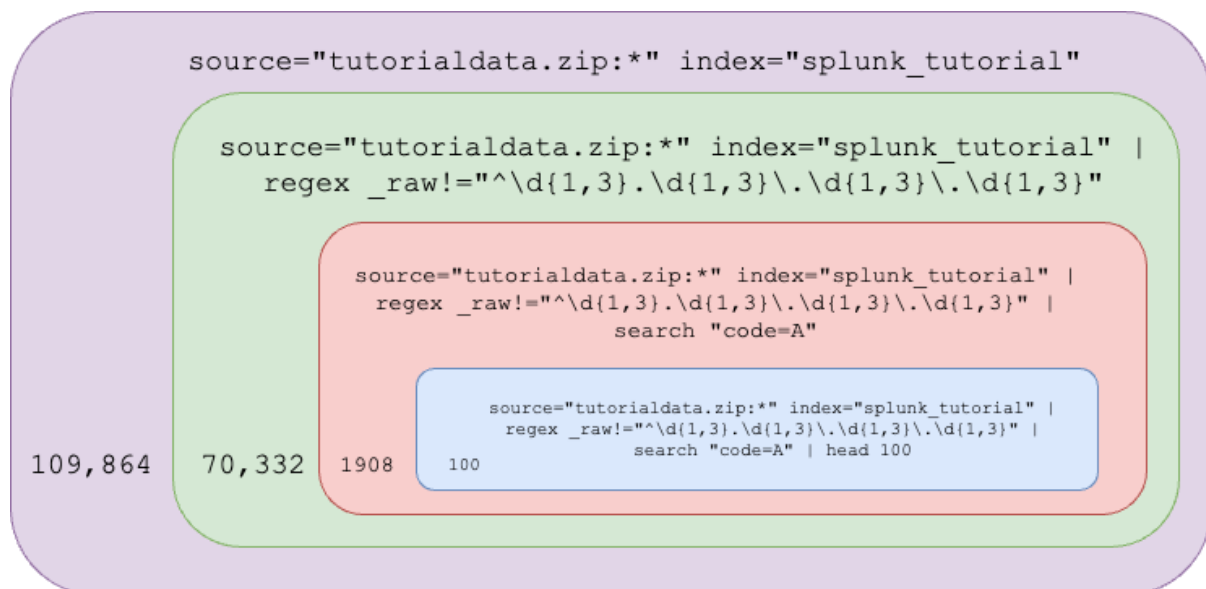 source="tutorialdata.zip:*" index="splunk_tutorial"
source="tutorialdata.zip:*" index="splunk_tutorial" |
regex _raw!="^\d{1,3}.\d{1,3}\.\d{1,3}\.\d{1,3}"
source="tutorialdata.zip:*" index="splunk_tutorial" |
regex _raw!="^\d{1,3}.\d{1,3}\.\d{1,3}\.\d{1,3}" |
search "code=A"
source="tutorialdata.zip:*" index="splunk_tutorial" |
regex _raw!="^\d{1,3}.\d{1,3}\.\d{1,3}\.\d{1,3}" |
search "code=A" | head 100
109,864
70,332
1908
100